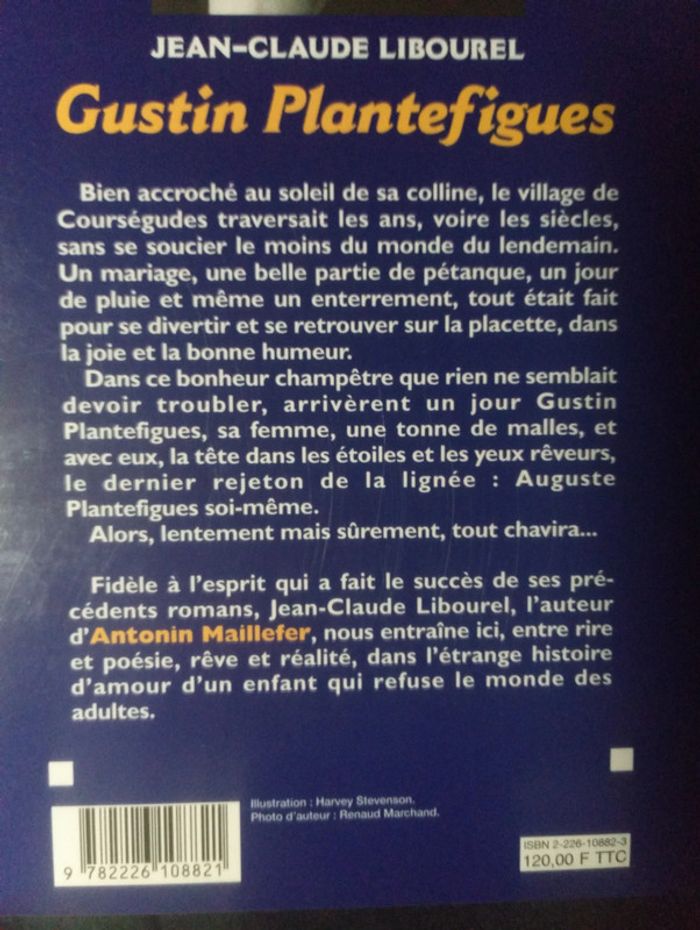 JEAN-CLAUDE LIBOUREL
Gustin Plantefigues
Bien accroché au soleil de sa colline, le village de
Courségudes traversait les ans, voire les siècles,
sans se soucier le moins du monde du lendemain.
Un mariage, une belle partie de pétanque, un jour
de pluie et même un enterrement, tout était fait
pour se divertir et se retrouver sur la placette, dans
la joie et la bonne humeur.
Dans ce bonheur champêtre que rien ne semblait
devoir troubler, arrivèrent un jour Gustin
Plantefigues, sa femme, une tonne de malles, et
avec eux, la tête dans les étoiles et les yeux rêveurs,
le dernier rejeton de la lignée : Auguste
Plantefigues soi-même.
Alors, lentement mais sûrement, tout chavira...
Fidèle à l'esprit qui a fait le succès de ses pré-
cédents romans, Jean-Claude Libourel, l'auteur
d'Antonin Maillefer, nous entraîne ici, entre rire
et poésie, rêve et réalité, dans l'étrange histoire
d'amour d'un enfant qui refuse le monde des
adultes.
Illustration : Harvey Stevenson.
Photo d'auteur : Renaud Marchand.
9 782226 108821
ISBN 2-226-10882-3
120,00 F TTC